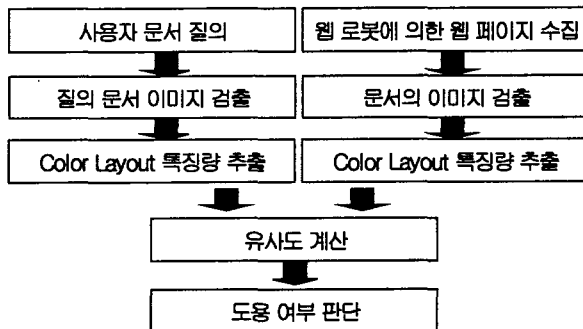 사용자 문서 질의
웹 로봇에 의한 웹 페이지 수집
질의 문서 이미지 검출
문서의 이미지 검출
Color Layout 특징량 추출
Color Layout 특징량 추출
유사도 계산
도용 여부 판단